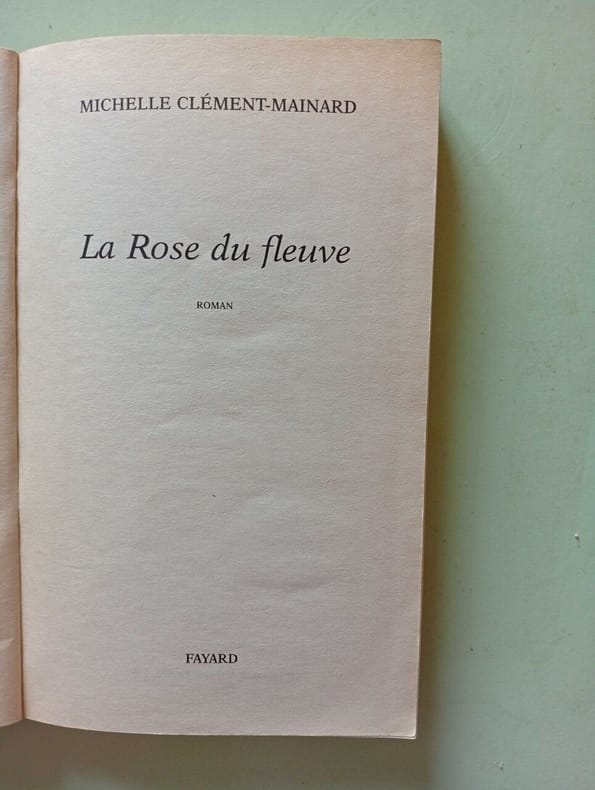 MICHELLE CLÉMENT-MAINARD
La Rose du fleuve
ROMAN
FAYARD